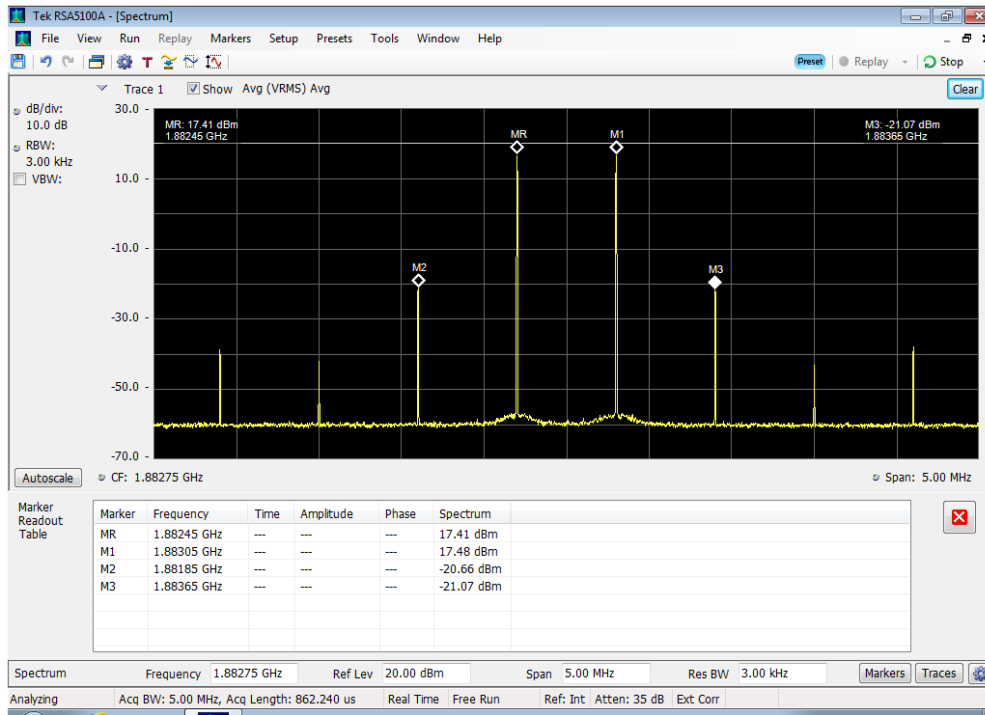 Tek RSA5100A - [Spectrum]
File View Run Replay Markers Setup Presets Tools Window Help
T Preset Replay Stop
Trace 1 Show Avg (VRMS) Avg Clear
dB/div:
10.0 dB
RBW:
3.00 kHz
VBW:
30.0
10.0
-10.0
-30.0
-50.0
-70.0
MR: 17.41 dBm
1.88245 GHz
MR
M1
M3: -21.07 dBm
1.88365 GHz
M2
M3
Autoscale CF: 1.88275 GHz Span: 5.00 MHz
Marker
Readout
Table
Marker Frequency Time Amplitude Phase Spectrum
MR 1.88245 GHz --- --- --- 17.41 dBm
M1 1.88305 GHz --- --- --- 17.48 dBm
M2 1.88185 GHz --- --- --- -20.66 dBm
M3 1.88365 GHz --- --- --- -21.07 dBm
Spectrum Frequency 1.88275 GHz Ref Lev 20.00 dBm Span 5.00 MHz Res BW 3.00 kHz Markers Traces
Analyzing Acq BW: 5.00 MHz, Acq Length: 862.240 us Real Time Free Run Ref: Int Atten: 35 dB Ext Corr